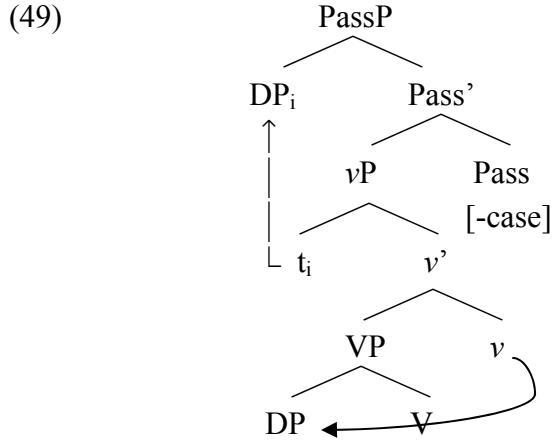 (49) PassP
DPi Pass’
vP Pass
[-case]
ti v’
VP v
DP V